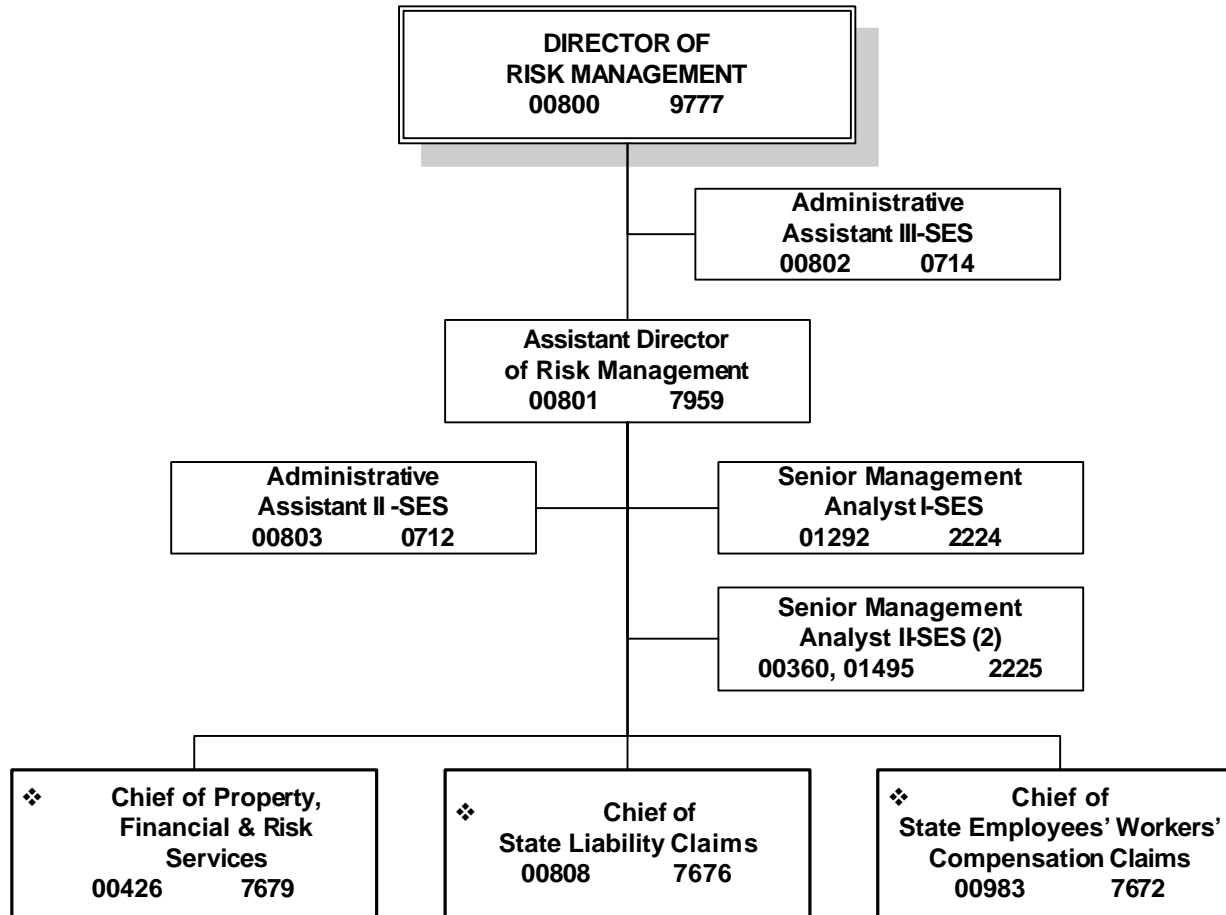 DIRECTOR OF
RISK MANAGEMENT
00800 9777
Administrative
Assistant III-SES
00802 0714
Assistant Director
of Risk Management
00801 7959
Administrative
Assistant II -SES
00803 0712
Senior Management
Analyst I-SES
01292 2224
Senior Management
Analyst II-SES (2)
00360, 01495 2225
❖ Chief of Property,
Financial & Risk
Services
00426 7679
❖ Chief of
State Liability Claims
00808 7676
❖ Chief of
State Employees’ Workers’
Compensation Claims
00983 7672